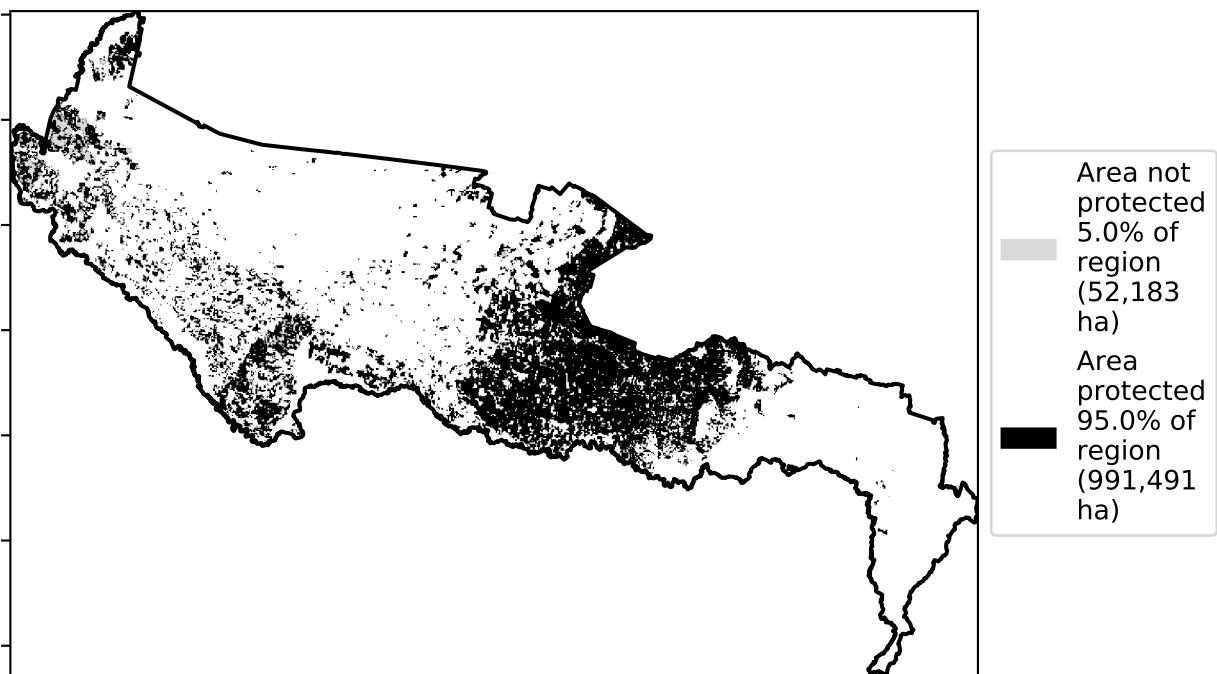 Area not
protected
5.0% of
region
(52,183
ha)
Area
protected
95.0% of
region
(991,491
ha)